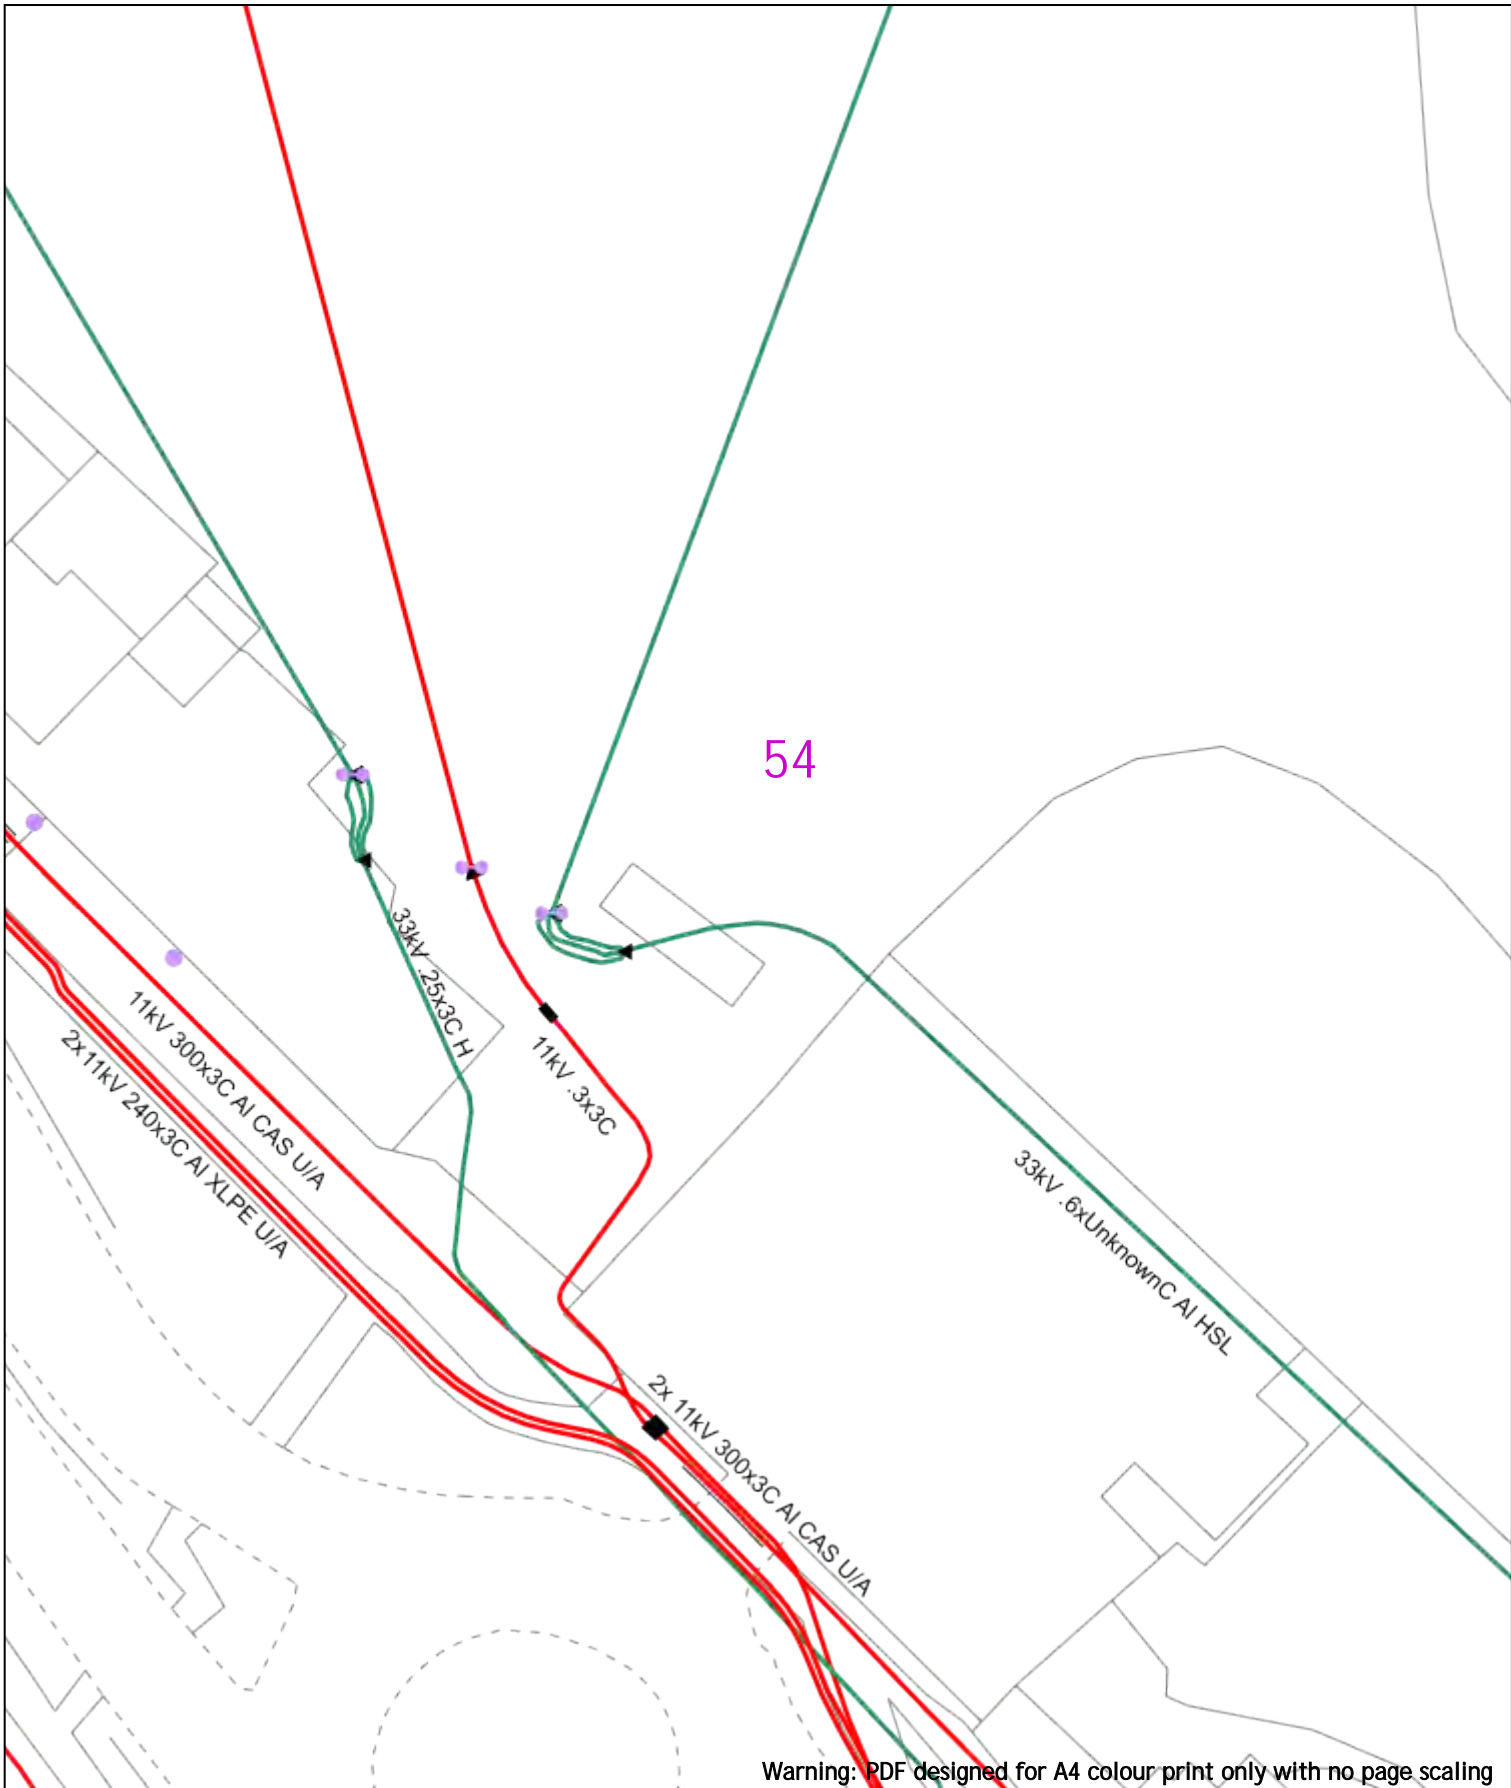 54
33kV .25x3C H
11kV 300x3C Al CAS U/A
2x11kV 240x3C Al XLPE U/A
11kV .3x3C
33kV .6xUnknownC Al HSL
2x 11kV 300x3C Al CAS U/A
Warning: PDF designed for A4 colour print only with no page scaling